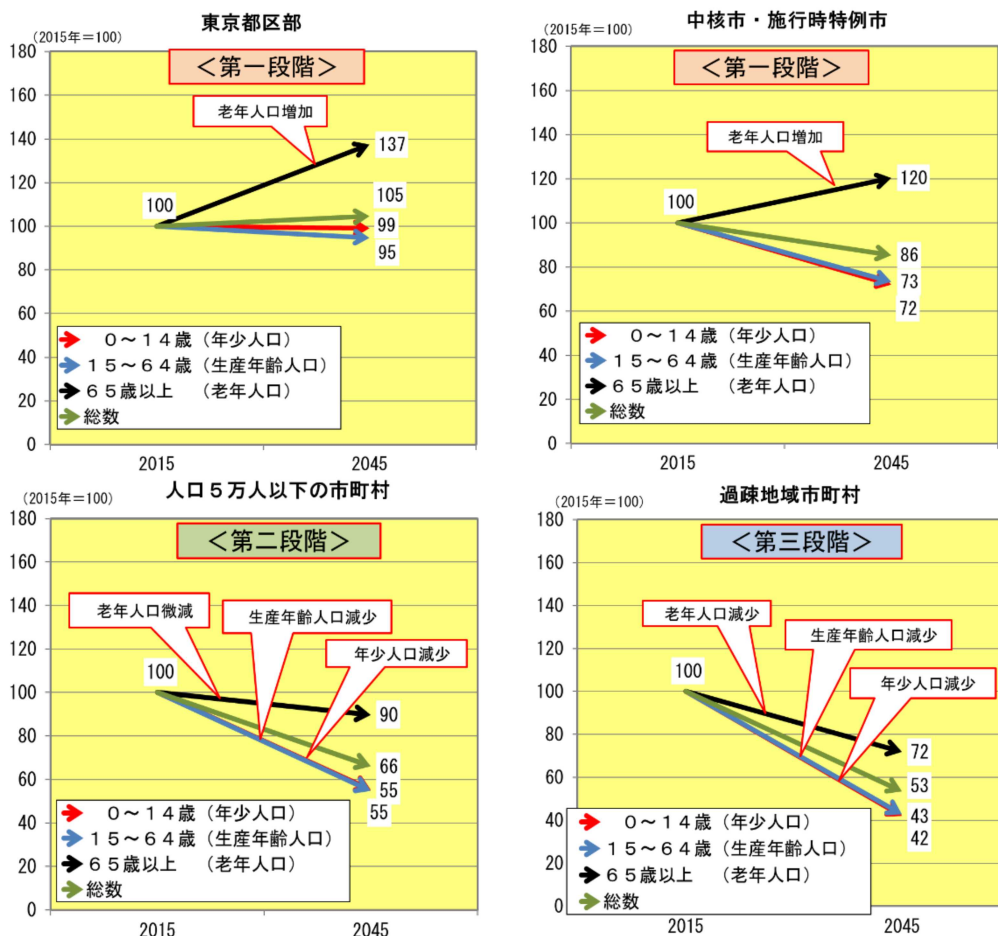 東京都区部
(2015年＝100)
180
160
140
120
100
80
60
40
20
0
＜第一段階＞
老年人口増加
100
137
105
99
95
０～１４歳（年少人口）
１５～６４歳（生産年齢人口）
６５歳以上　（老年人口）
総数
2015
2045
中核市・施行時特例市
(2015年＝100)
180
160
140
120
100
80
60
40
20
0
＜第一段階＞
老年人口増加
100
120
86
73
72
０～１４歳（年少人口）
１５～６４歳（生産年齢人口）
６５歳以上　（老年人口）
総数
2015
2045
人口５万人以下の市町村
(2015年＝100)
180
160
140
120
100
80
60
40
20
0
＜第二段階＞
老年人口微減
生産年齢人口減少
年少人口減少
100
90
66
55
55
０～１４歳（年少人口）
１５～６４歳（生産年齢人口）
６５歳以上　（老年人口）
総数
2015
2045
過疎地域市町村
(2015年＝100)
180
160
140
120
100
80
60
40
20
0
＜第三段階＞
老年人口減少
生産年齢人口減少
年少人口減少
100
72
53
43
42
０～１４歳（年少人口）
１５～６４歳（生産年齢人口）
６５歳以上　（老年人口）
総数
2015
2045